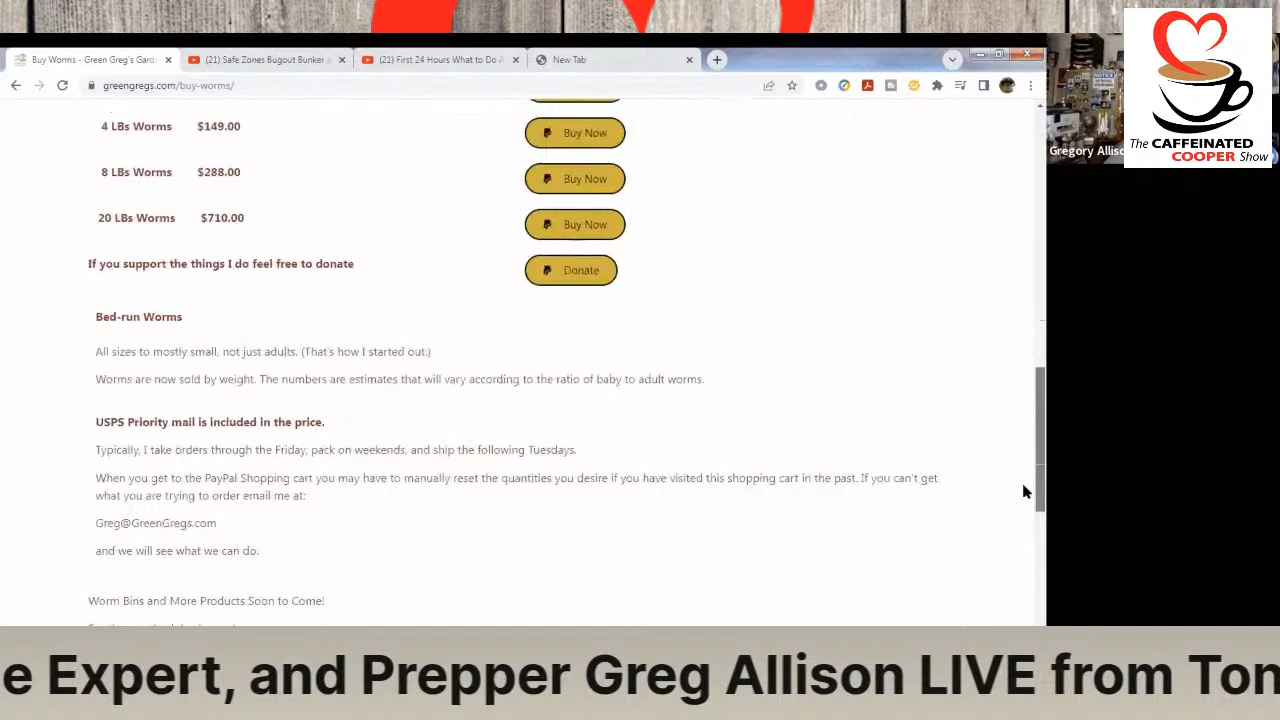 Buy Worms - Green Greg's Gard
Safe Zones
First 24 Hours What
Tab
greengregs.com/buy-worms/
4 LBs Worms $149.00 Buy Now
8 LBs Worms $288.00 Buy Now
20 LBs Worms $710.00 Buy Now
If you support the things I do feel free to donate Donate
Bed-run Worms
All sizes to mostly small, not just adults. (That's how I started out.)
Worms are now sold by weight. The numbers are estimates that will vary according to the ratio of baby to adult worms.
USPS Priority mail is included in the price.
Typically, I take orders through the Friday, pack on weekends, and ship the following Tuesdays.
When you get to the PayPal Shopping cart you may have to manually reset the quantities you desire if you have visited this shopping cart in the past. If you can't get
what you are trying to order email me at:
Greg@GreenGregs.com
and we will see what we can do.
Worm Bins and More Products Soon to Come!
NOTICE
Gregory Allis
The CAFFEINATED
COOPER Show
e Expert, and Prepper Greg Allison LIVE from Ton